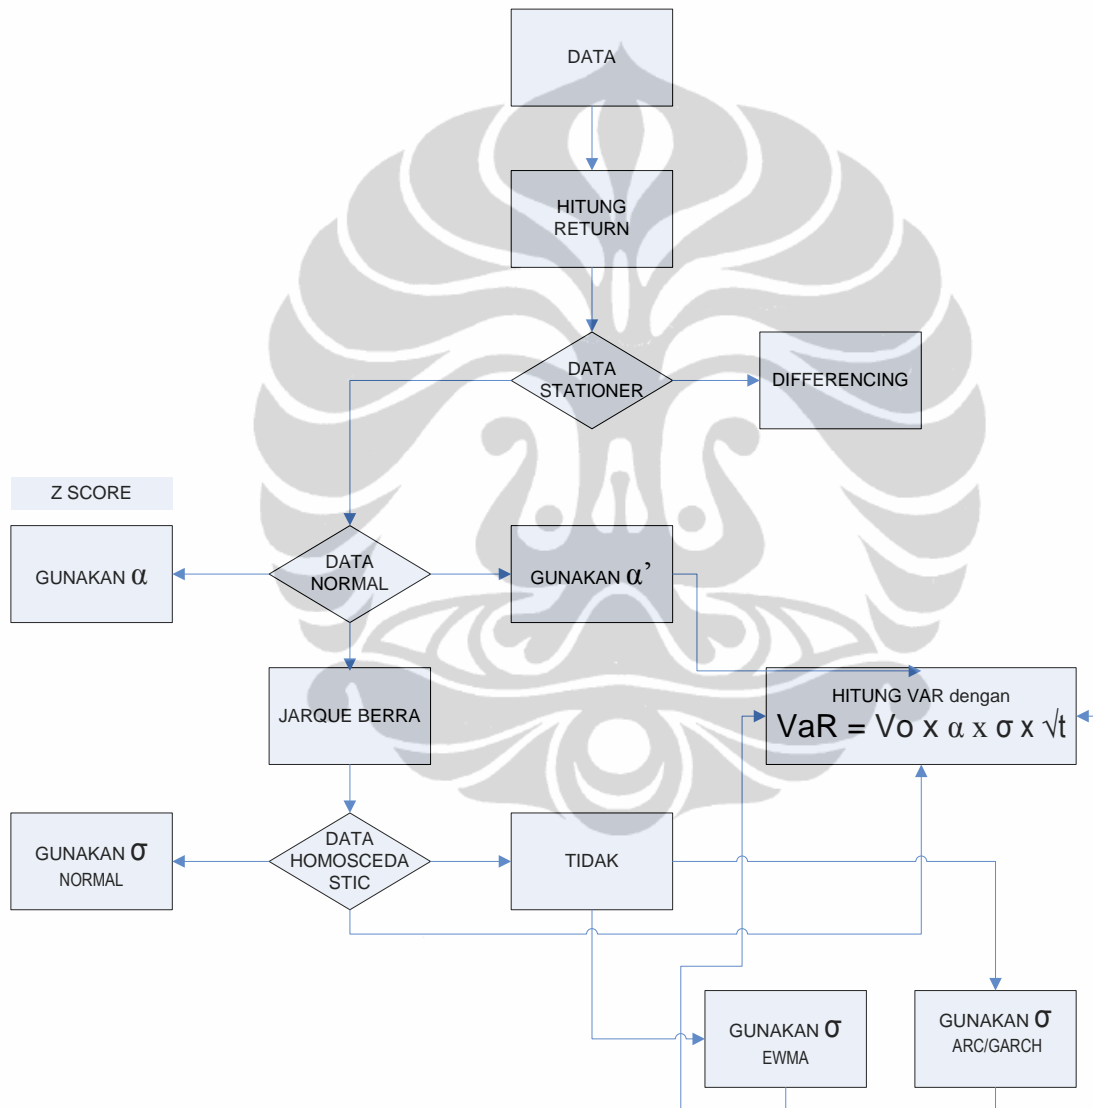 DATA
HITUNG
RETURN
DATA
STATIONER
DIFFERENCING
Z SCORE
GUNAKAN α
DATA
NORMAL
GUNAKAN α’
JARQUE BERRA
HITUNG VAR dengan
VaR = Vo x α x σ x √t
GUNAKAN σ
NORMAL
DATA
HOMOSCEDA
STIC
TIDAK
GUNAKAN σ
EWMA
GUNAKAN σ
ARC/GARCH